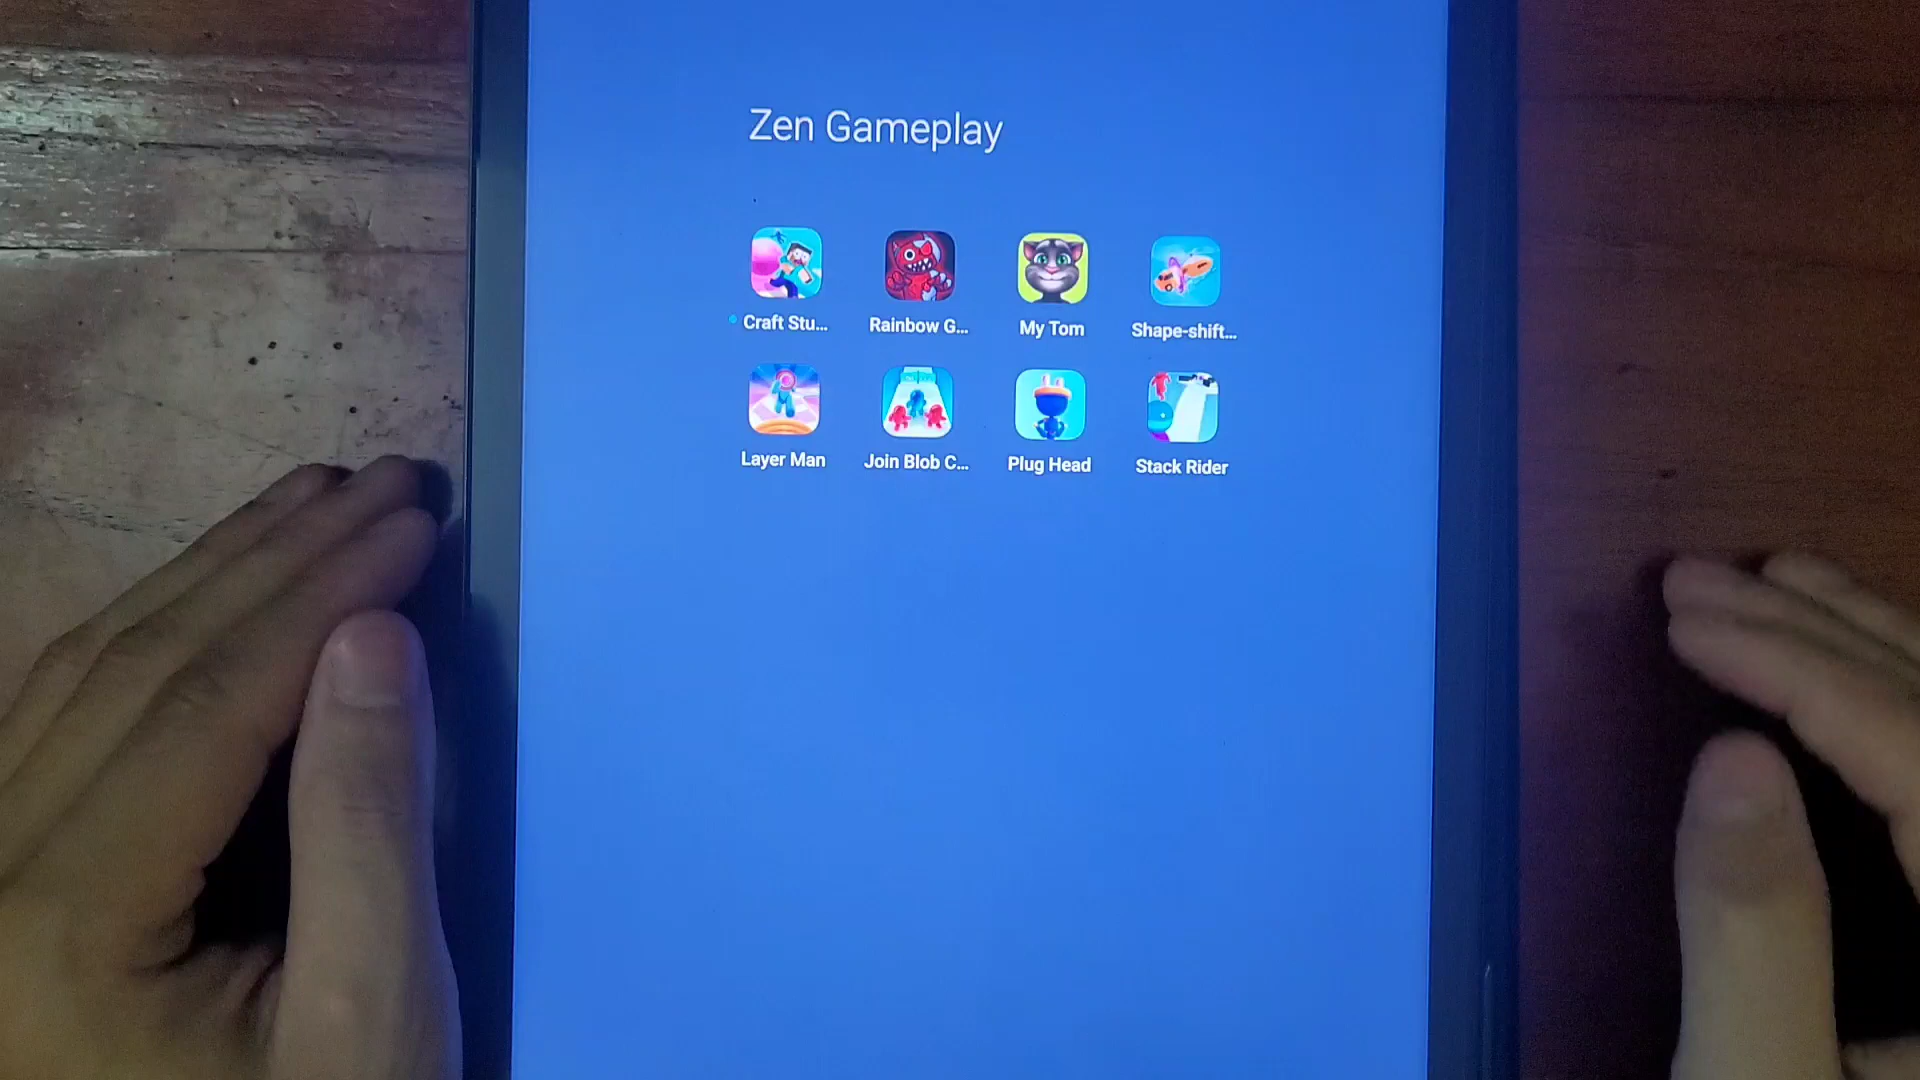 Zen Gameplay
Craft Stu... Rainbow G... My Tom Shape-shift...
Layer Man Join Blob C... Plug Head Stack Rider